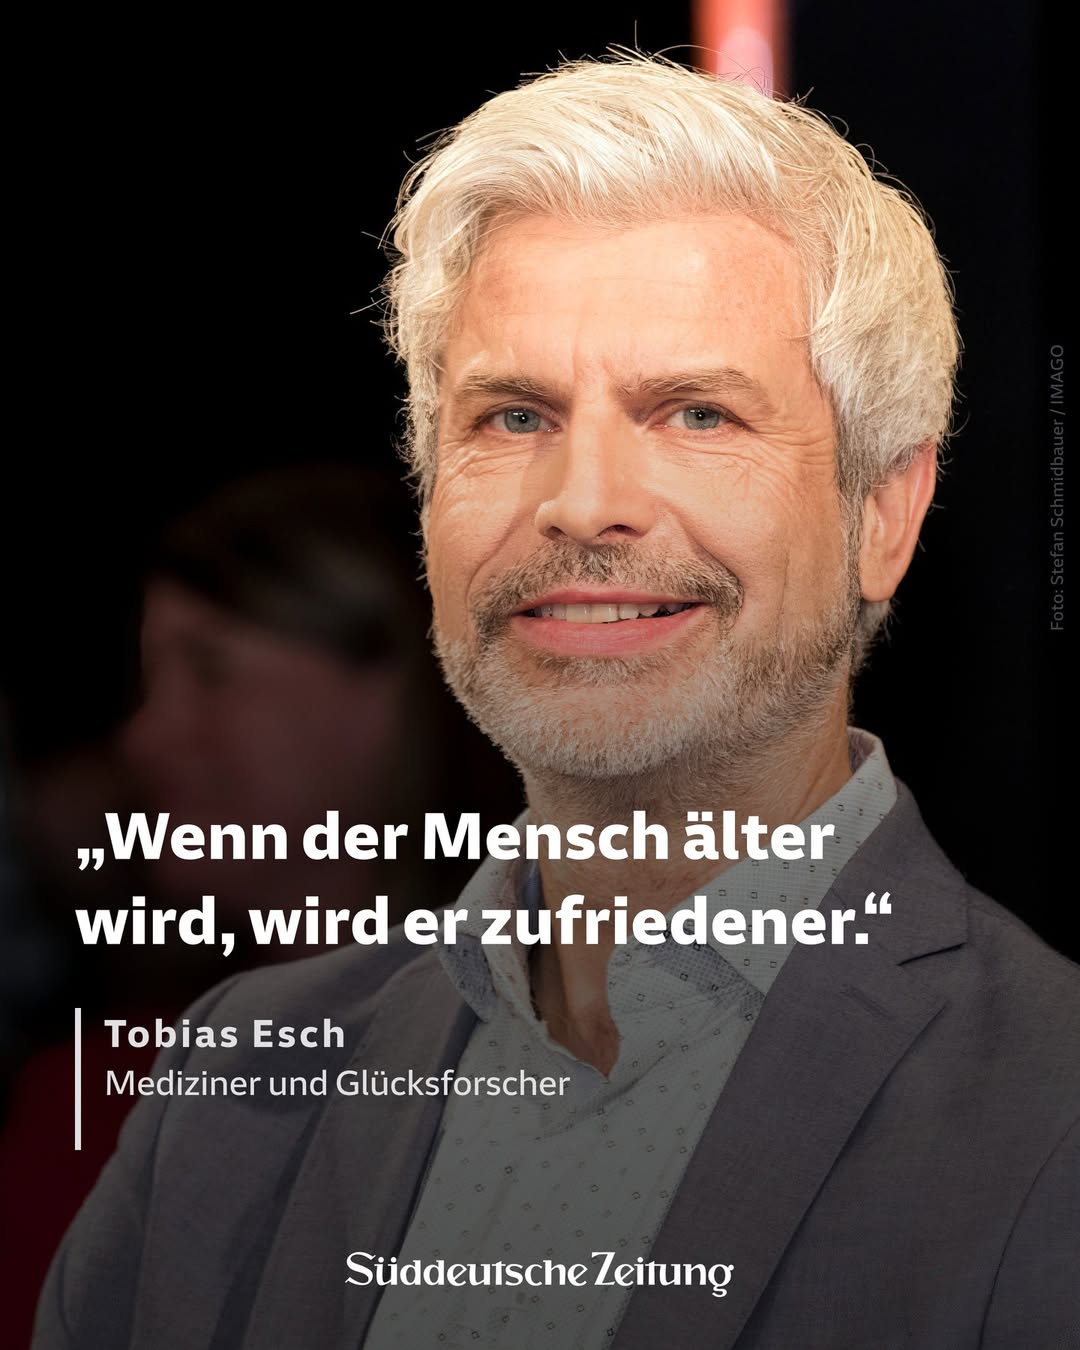 „Wenn der Mensch älter
wird, wird er zufriedener.“
Tobias Esch
Mediziner und Glücksforscher
Süddeutsche Zeitung
Foto: Stefan Schmidbauer / IMAGO